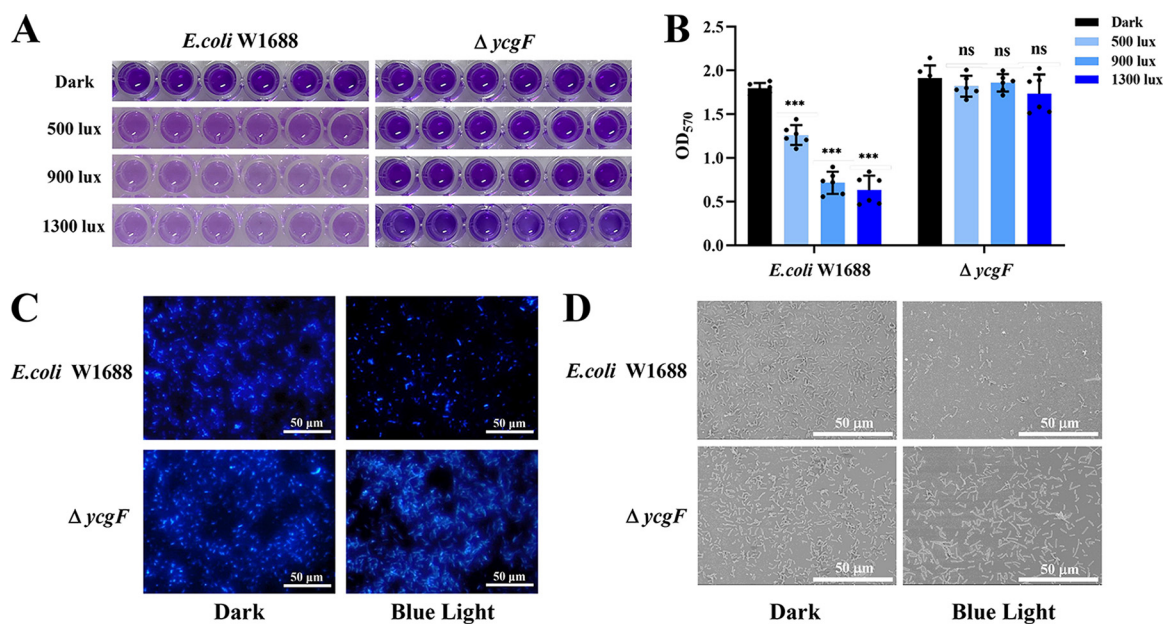 A
E.coli W1688
Δ ycgF
Dark
500 lux
900 lux
1300 lux
B
OD570
2.5
2.0
1.5
1.0
0.5
0.0
***
***
***
ns
ns
ns
E.coli W1688
Δ ycgF
Dark
500 lux
900 lux
1300 lux
C
E.coli W1688
50 μm
50 μm
Δ ycgF
50 μm
50 μm
Dark
Blue Light
D
E.coli W1688
50 μm
50 μm
Δ ycgF
50 μm
50 μm
Dark
Blue Light